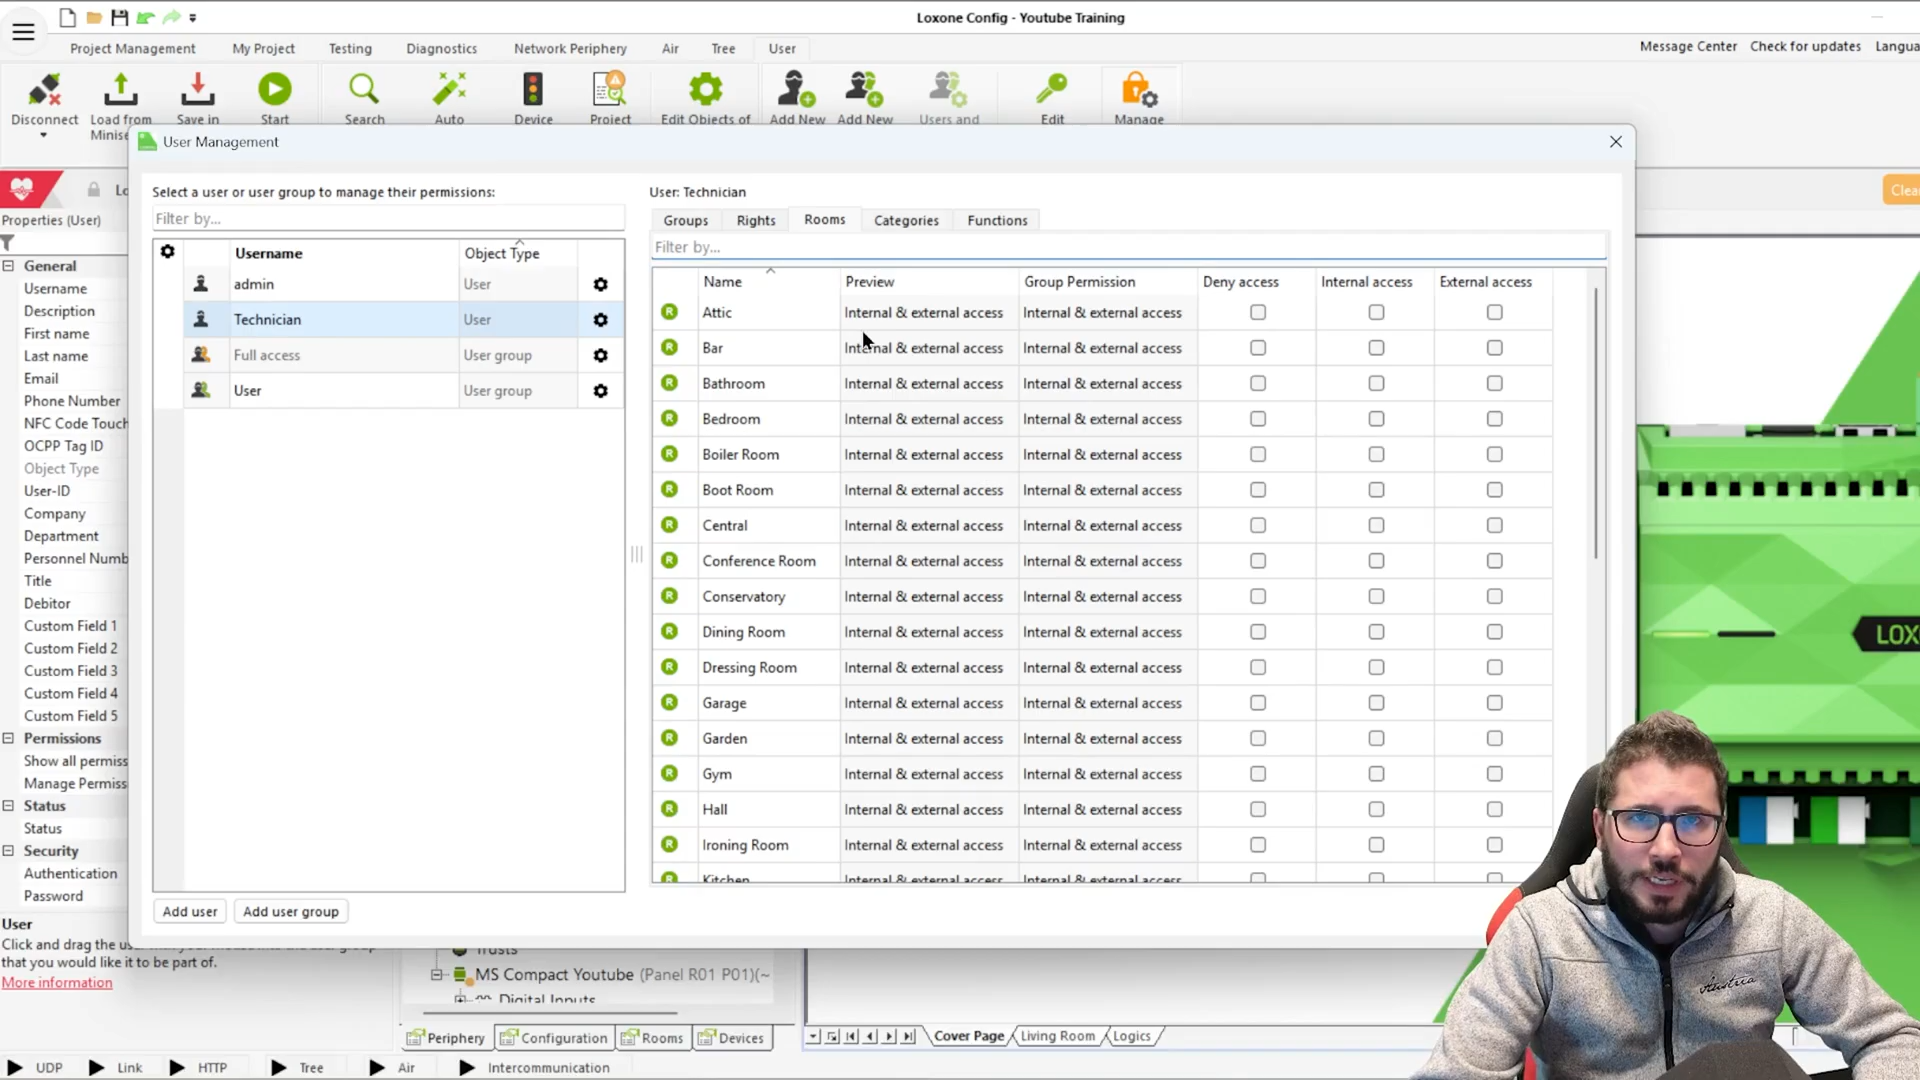 Loxone Config - Youtube Training
Project Management My Project Testing Diagnostics Network Periphery Air Tree User
Message Center Check for updates
Disconnect Load from Save in Start Search Auto Device Project Edit Objects of Add New Add New Users and Edit Manage
User Management
Select a user or user group to manage their permissions:
Filter by...
Username Object Type
admin User
Technician User
Full access User group
User User group
Add user Add user group
User: Technician
Groups Rights Rooms Categories Functions
Filter by...
Name Preview Group Permission Deny access Internal access External access
R Attic Internal & external access Internal & external access
R Bar Internal & external access Internal & external access
R Bathroom Internal & external access Internal & external access
R Bedroom Internal & external access Internal & external access
R Boiler Room Internal & external access Internal & external access
R Boot Room Internal & external access Internal & external access
R Central Internal & external access Internal & external access
R Conference Room Internal & external access Internal & external access
R Conservatory Internal & external access Internal & external access
R Dining Room Internal & external access Internal & external access
R Dressing Room Internal & external access Internal & external access
R Garage Internal & external access Internal & external access
R Garden Internal & external access Internal & external access
R Gym Internal & external access Internal & external access
R Hall Internal & external access Internal & external access
R Ironing Room Internal & external access Internal & external access
R Kitchen Internal & external access Internal & external access
Properties (User)
General
Username
Description
First name
Last name
Email
Phone Number
NFC Code Touch
OCPP Tag ID
Object Type
User-ID
Company
Department
Personnel Numb
Title
Debitor
Custom Field 1
Custom Field 2
Custom Field 3
Custom Field 4
Custom Field 5
Permissions
Show all permiss
Manage Permiss
Status
Status
Security
Authentication
Password
User
that you would like it to be part of.
More information
Trusts
MS Compact Youtube (Panel R01 P01)(~
Digital Inputs
Periphery Configuration Rooms Devices
Cover Page Living Room Logics
UDP Link HTTP Tree Air Intercommunication
LOX
Austria